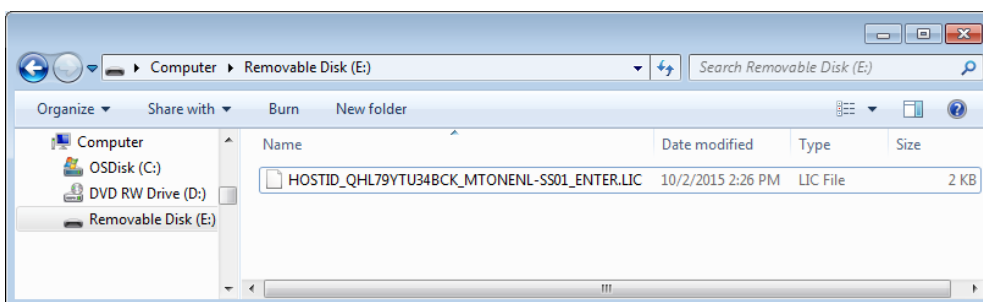 Computer Removable Disk (E:) Search Removable Disk (E:)
Organize Share with Burn New folder
Computer
OSDisk (C:)
DVD RW Drive (D:)
Removable Disk (E:)
Name Date modified Type Size
HOSTID_QHL79YTU34BCK_MTONENL-SS01_ENTER.LIC 10/2/2015 2:26 PM LIC File 2 KB